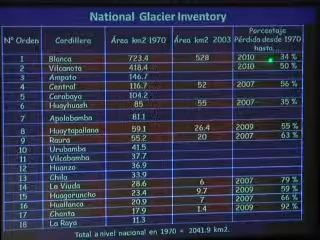 National Glacier Inventory
Nº Orden Cordillera Área km2 1970 Área km2 2003 Porcentaje Pérdida desde 1970 hasta...
1 Blanca 723.4 528 2010 34 %
2 Vilcanota 418.4 2010 50 %
3 Ampato 146.7
4 Central 116.7 52 2007 56 %
5 Carabaya 104.2
6 Huayhuash 85 55 2007 35 %
7 Apolobamba 81.1
8 Huaytapallana 59.1 26.4 2009 55 %
9 Raura 55.2 20 2007 63 %
10 Urubamba 41.5
11 Vilcabamba 37.7
12 Huanzo 36.9
13 Chila 33.9
14 La Viuda 28.6 6 2007 79 %
15 Huagoruncho 23.4 9.7 2009 59 %
16 Huallanca 20.9 7 2007 66 %
17 Chonta 17.9 1.4 2009 92 %
18 La Raya 11.3
Total a nivel nacional en 1970 = 2041.9 km2.